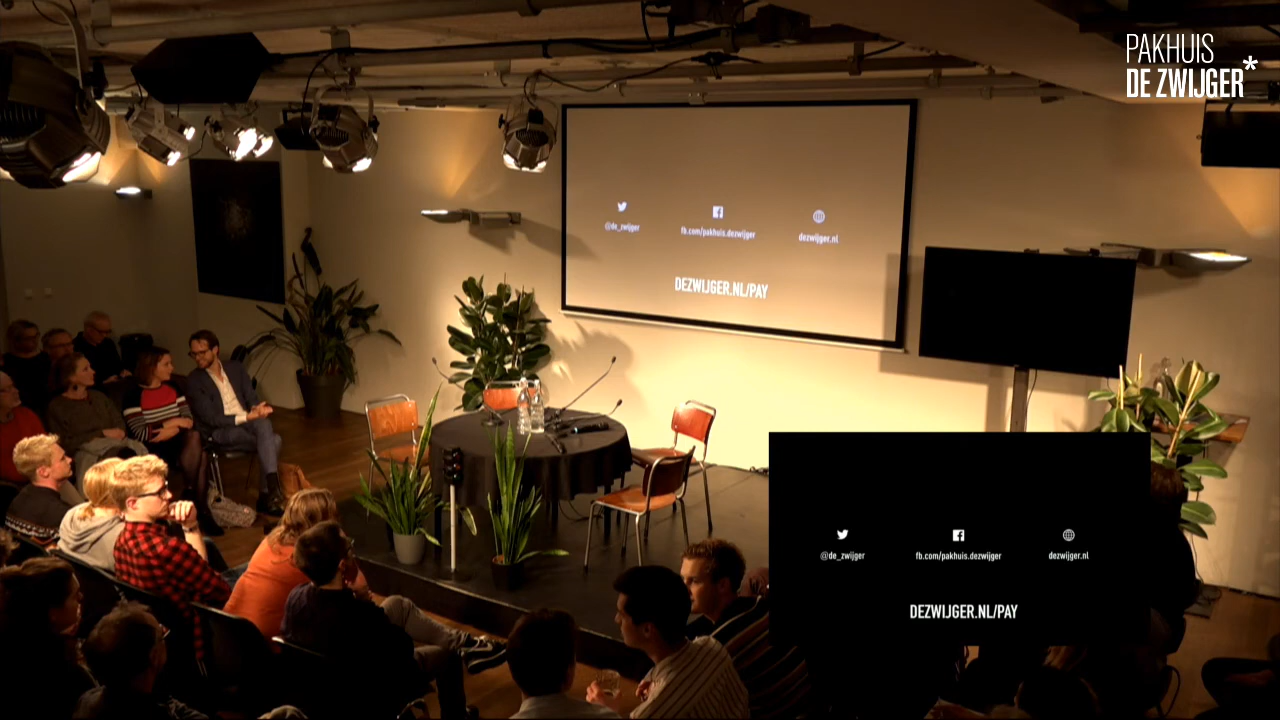 PAKHUIS
DE ZWIJGER*
@de_zwijger
fb.com/pakhuis.dezwijger
dezwijger.nl
DEZWIJGER.NL/PAY
@de_zwijger
fb.com/pakhuis.dezwijger
dezwijger.nl
DEZWIJGER.NL/PAY